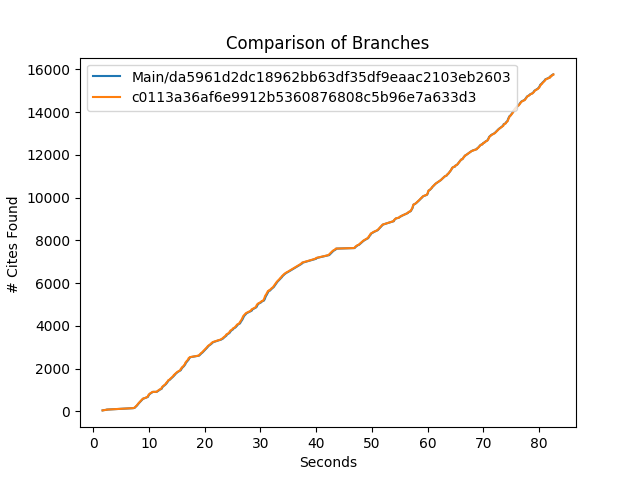 Comparison of Branches
Main/da5961d2dc18962bb63df35df9eaac2103eb2603
c0113a36af6e9912b5360876808c5b96e7a633d3
# Cites Found
16000
14000
12000
10000
8000
6000
4000
2000
0
0 10 20 30 40 50 60 70 80
Seconds